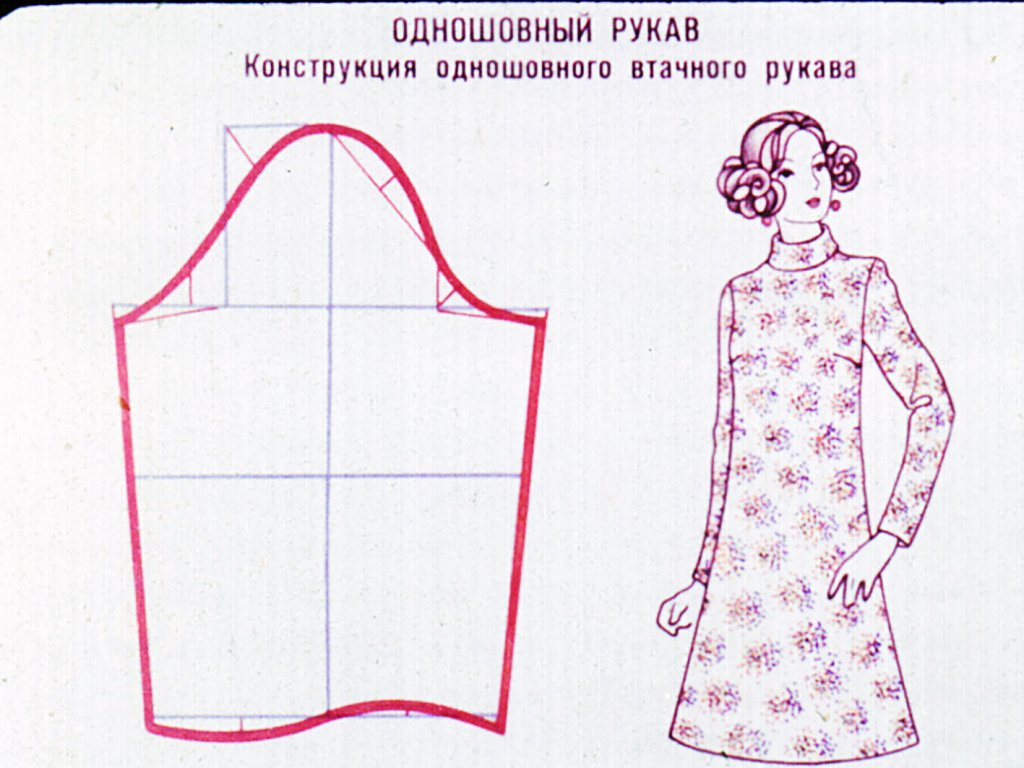 ОДНОШОВНЫЙ РУКАВ
Конструкция одношовного втачного рукава